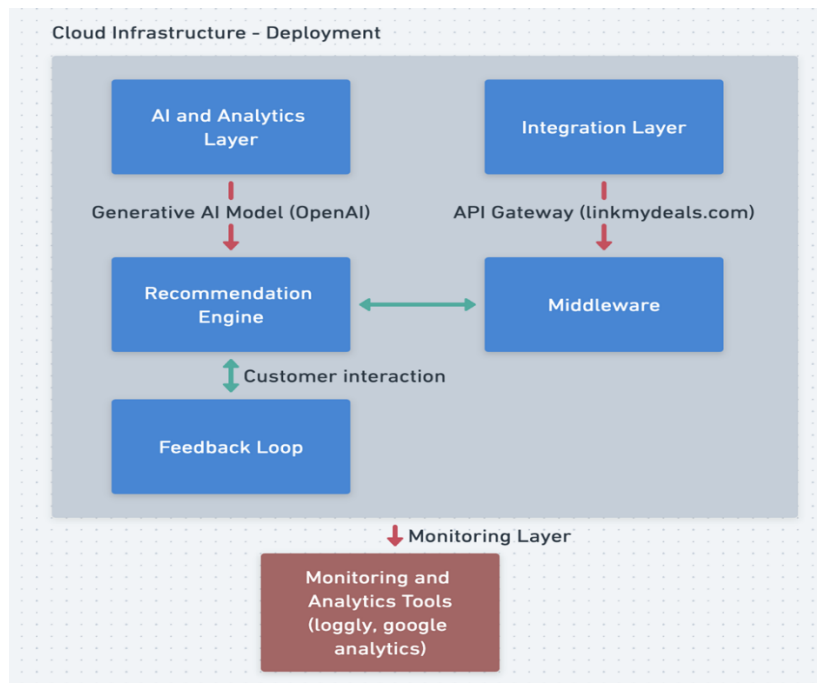 Cloud Infrastructure - Deployment
AI and Analytics
Layer
Integration Layer
Generative AI Model (OpenAI)
API Gateway (linkmydeals.com)
Recommendation
Engine
Middleware
Customer interaction
Feedback Loop
Monitoring Layer
Monitoring and
Analytics Tools
(loggly, google
analytics)